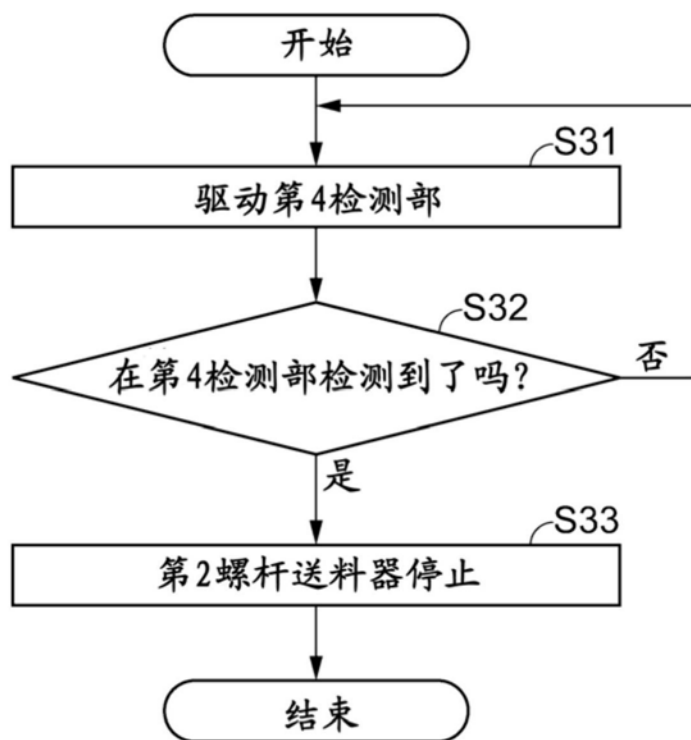 开始
S31
驱动第4检测部
S32
在第4检测部检测到了吗?
否
是
S33
第2螺杆送料器停止
结束